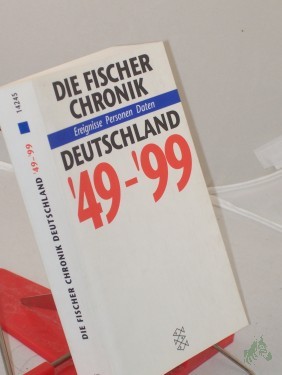 DIE FISCHER
CHRONIK
Ereignisse Personen Daten
DEUTSCHLAND
'49–'99
DIE FISCHER CHRONIK DEUTSCHLAND '49–'99
14245